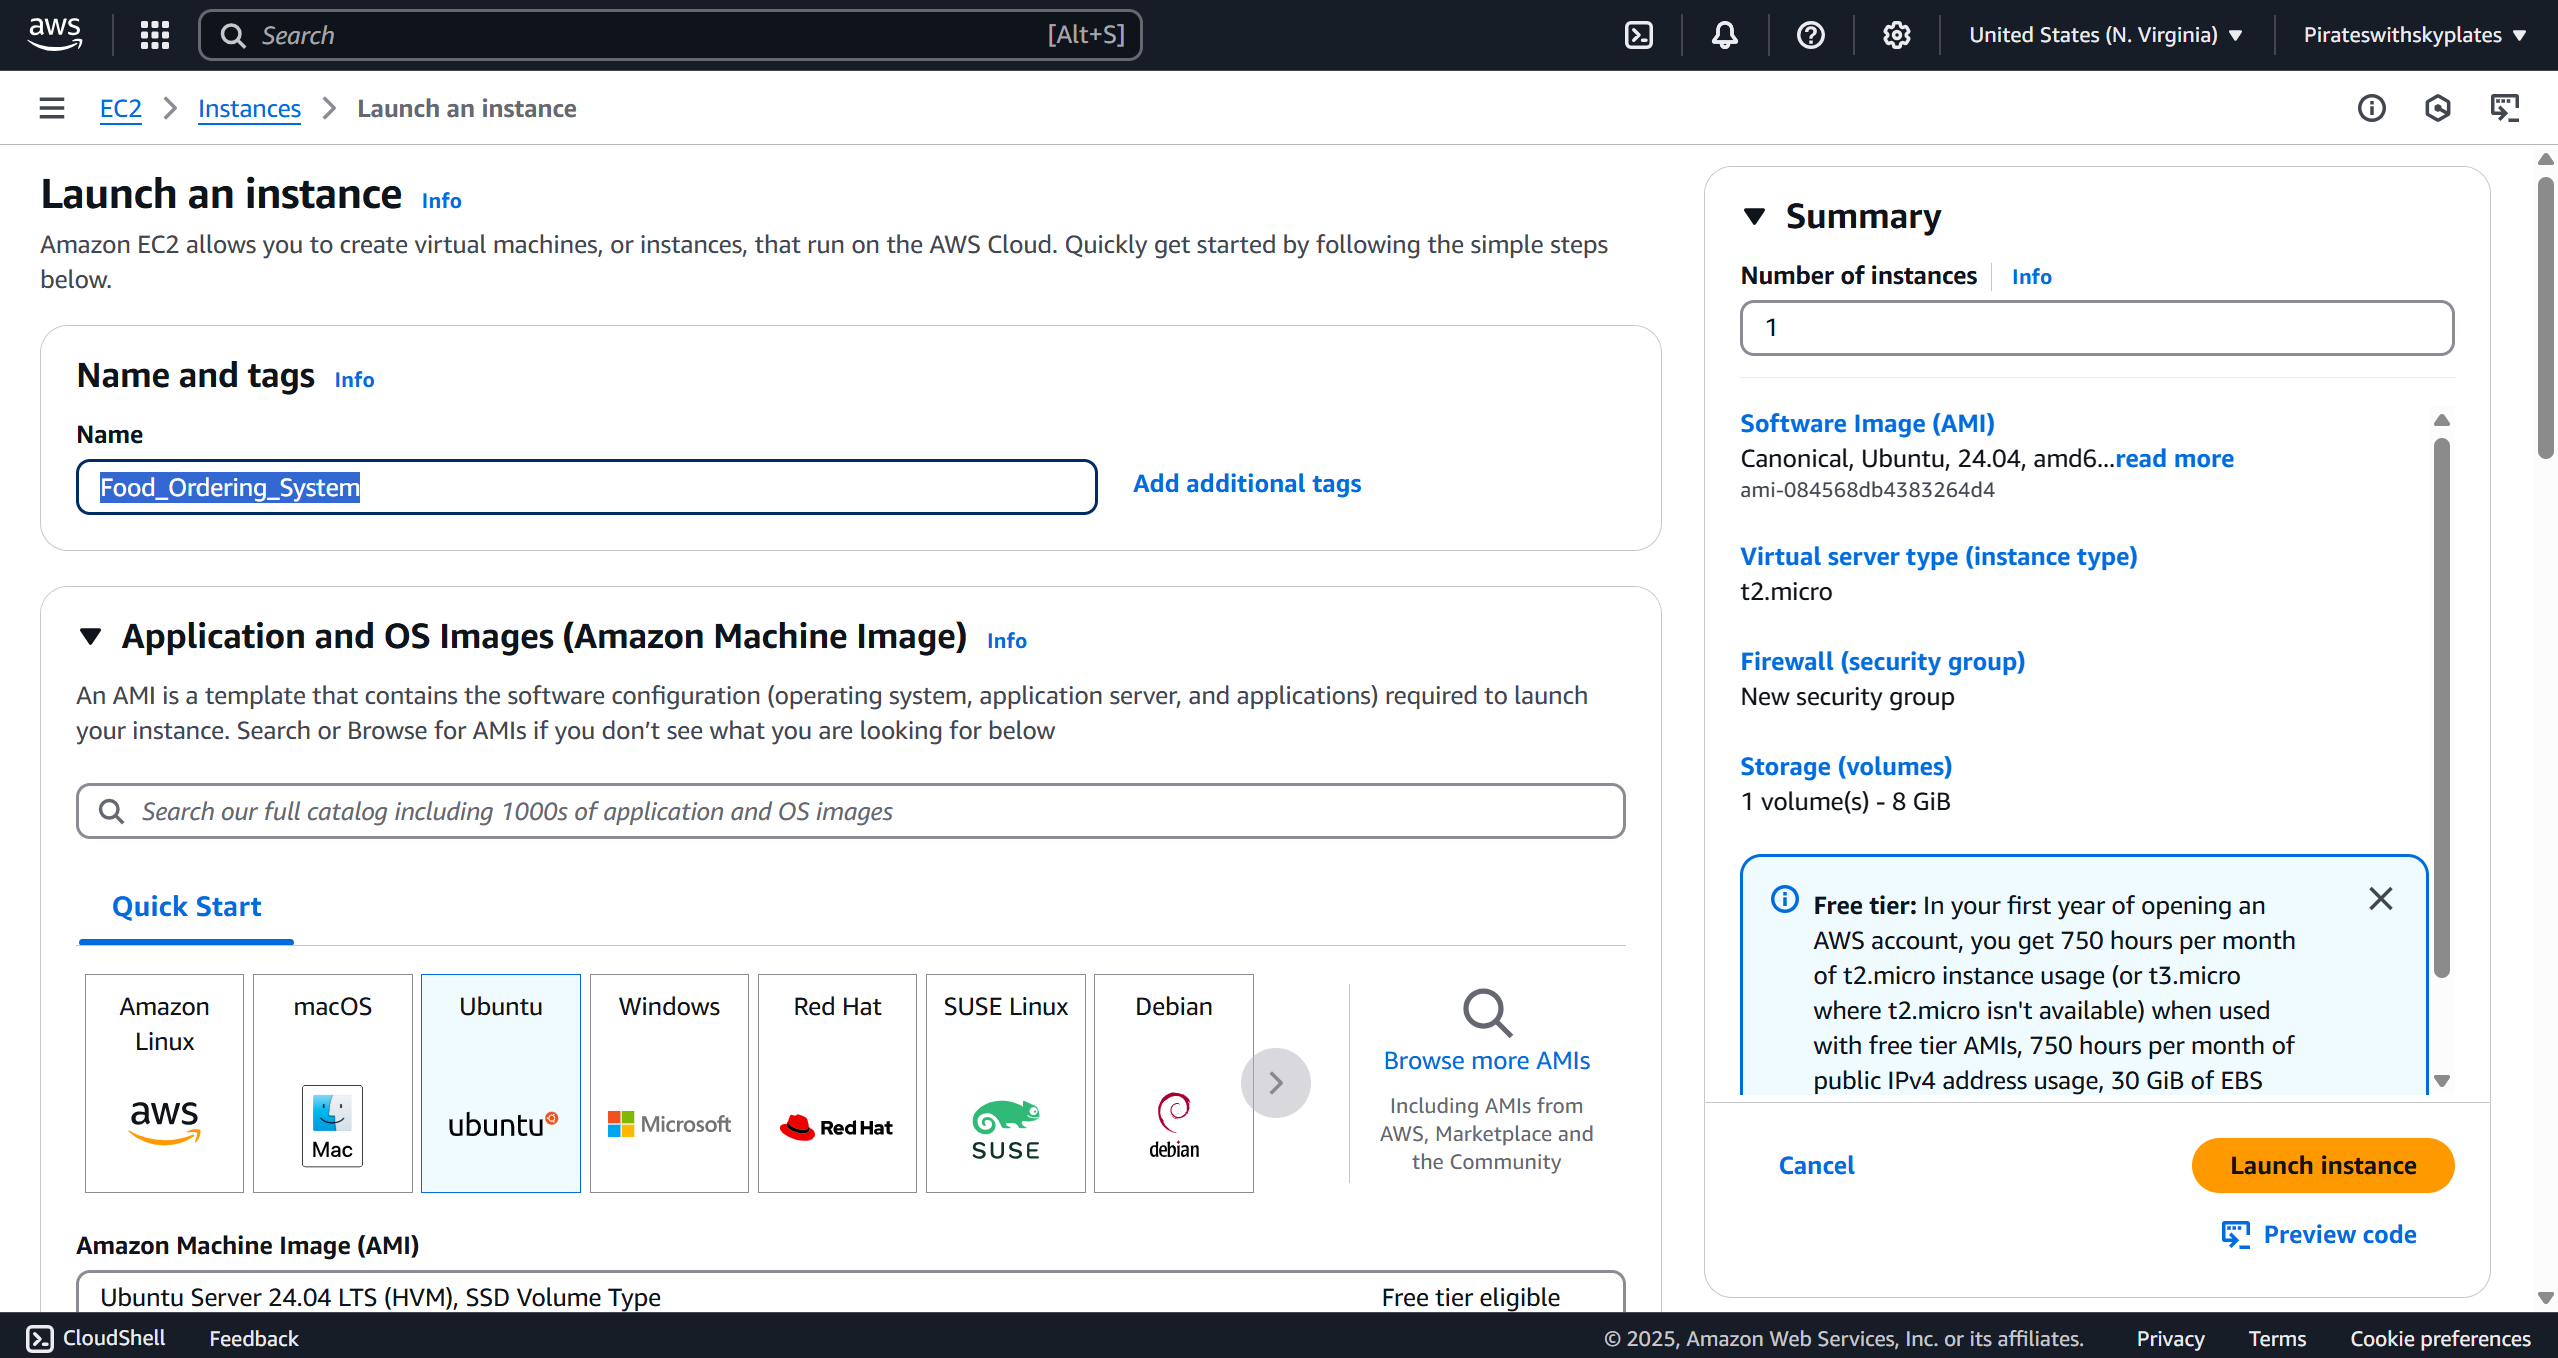 aws
Search
[Alt+S]
United States (N. Virginia)
Pirateswithskyplates
EC2
Instances
Launch an instance
Launch an instance Info
Amazon EC2 allows you to create virtual machines, or instances, that run on the AWS Cloud. Quickly get started by following the simple steps
below.
Name and tags Info
Name
Food_Ordering_System
Add additional tags
Application and OS Images (Amazon Machine Image) Info
An AMI is a template that contains the software configuration (operating system, application server, and applications) required to launch
your instance. Search or Browse for AMIs if you don’t see what you are looking for below
Search our full catalog including 1000s of application and OS images
Quick Start
Amazon
Linux
aws
macOS
Mac
Ubuntu
ubuntu
Windows
Microsoft
Red Hat
Red Hat
SUSE Linux
SUSE
Debian
debian
Browse more AMIs
Including AMIs from
AWS, Marketplace and
the Community
Amazon Machine Image (AMI)
Ubuntu Server 24.04 LTS (HVM), SSD Volume Type
Free tier eligible
Summary
Number of instances Info
1
Software Image (AMI)
Canonical, Ubuntu, 24.04, amd6...read more
ami-084568db4383264d4
Virtual server type (instance type)
t2.micro
Firewall (security group)
New security group
Storage (volumes)
1 volume(s) - 8 GiB
Free tier: In your first year of opening an
AWS account, you get 750 hours per month
of t2.micro instance usage (or t3.micro
where t2.micro isn't available) when used
with free tier AMIs, 750 hours per month of
public IPv4 address usage, 30 GiB of EBS
Cancel
Launch instance
Preview code
CloudShell
Feedback
© 2025, Amazon Web Services, Inc. or its affiliates.
Privacy
Terms
Cookie preferences